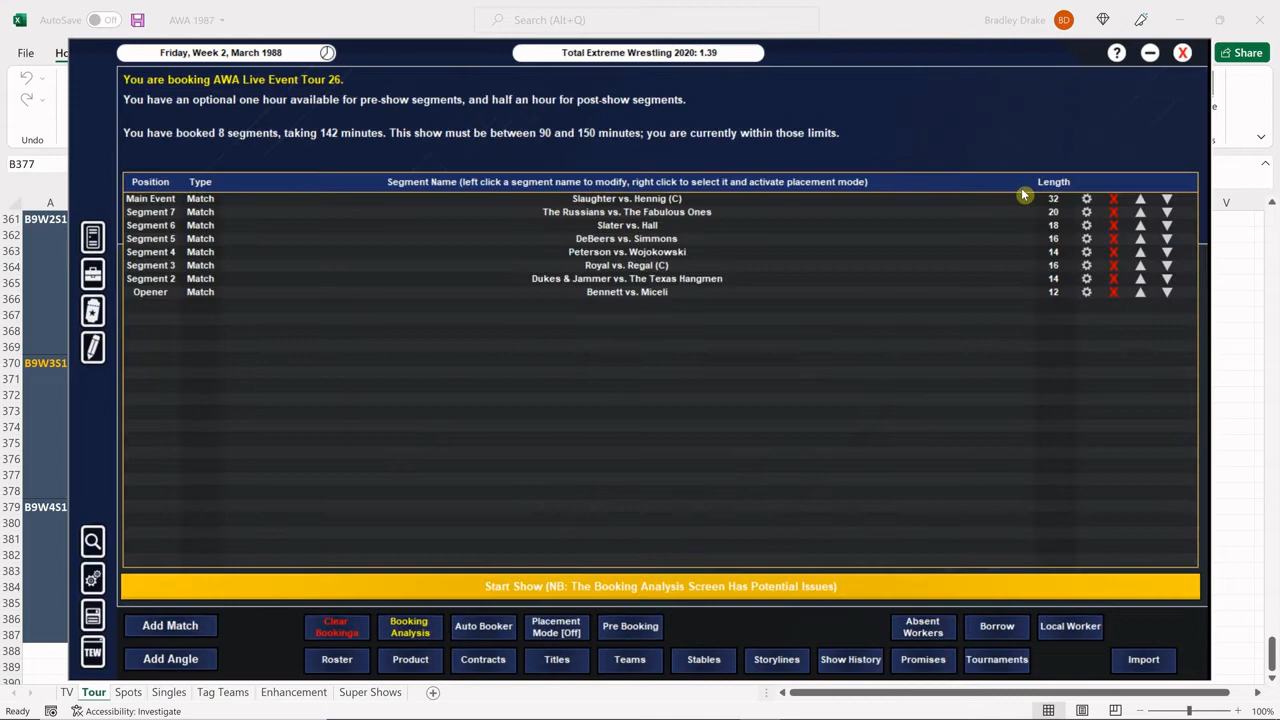 AutoSave Off AWA 1987 Search (Alt+Q) Bradley Drake BD
File Ho Share
Friday, Week 2, March 1988 Total Extreme Wrestling 2020: 1.39 ? X
You are booking AWA Live Event Tour 26.
You have an optional one hour available for pre-show segments, and half an hour for post-show segments.
You have booked 8 segments, taking 142 minutes. This show must be between 90 and 150 minutes; you are currently within those limits.
Undo
B377
Position Type Segment Name (left click a segment name to modify, right click to select it and activate placement mode) Length
Main Event Match Slaughter vs. Hennig (C) 32 X
Segment 7 Match The Russians vs. The Fabulous Ones 20 X
Segment 6 Match Slater vs. Hall 18 X
Segment 5 Match DeBeers vs. Simmons 16 X
Segment 4 Match Peterson vs. Wojokowski 14 X
Segment 3 Match Royal vs. Regal (C) 16 X
Segment 2 Match Dukes & Jammer vs. The Texas Hangmen 14 X
Opener Match Bennett vs. Miceli 12 X
A V
361 B9W2S1
362
363
364
365
366
367
368
369
370 B9W3S1
371
372
373
374
375
376
377
378
379 B9W4S1
380
381
382
383
384
385
386
387
388
389
TEW
Start Show (NB: The Booking Analysis Screen Has Potential Issues)
Add Match Clear Bookings Booking Analysis Auto Booker Placement Mode [Off] Pre Booking Absent Workers Borrow Local Worker
Add Angle Roster Product Contracts Titles Teams Stables Storylines Show History Promises Tournaments Import
TV Tour Spots Singles Tag Teams Enhancement Super Shows
Ready Accessibility: Investigate 100%